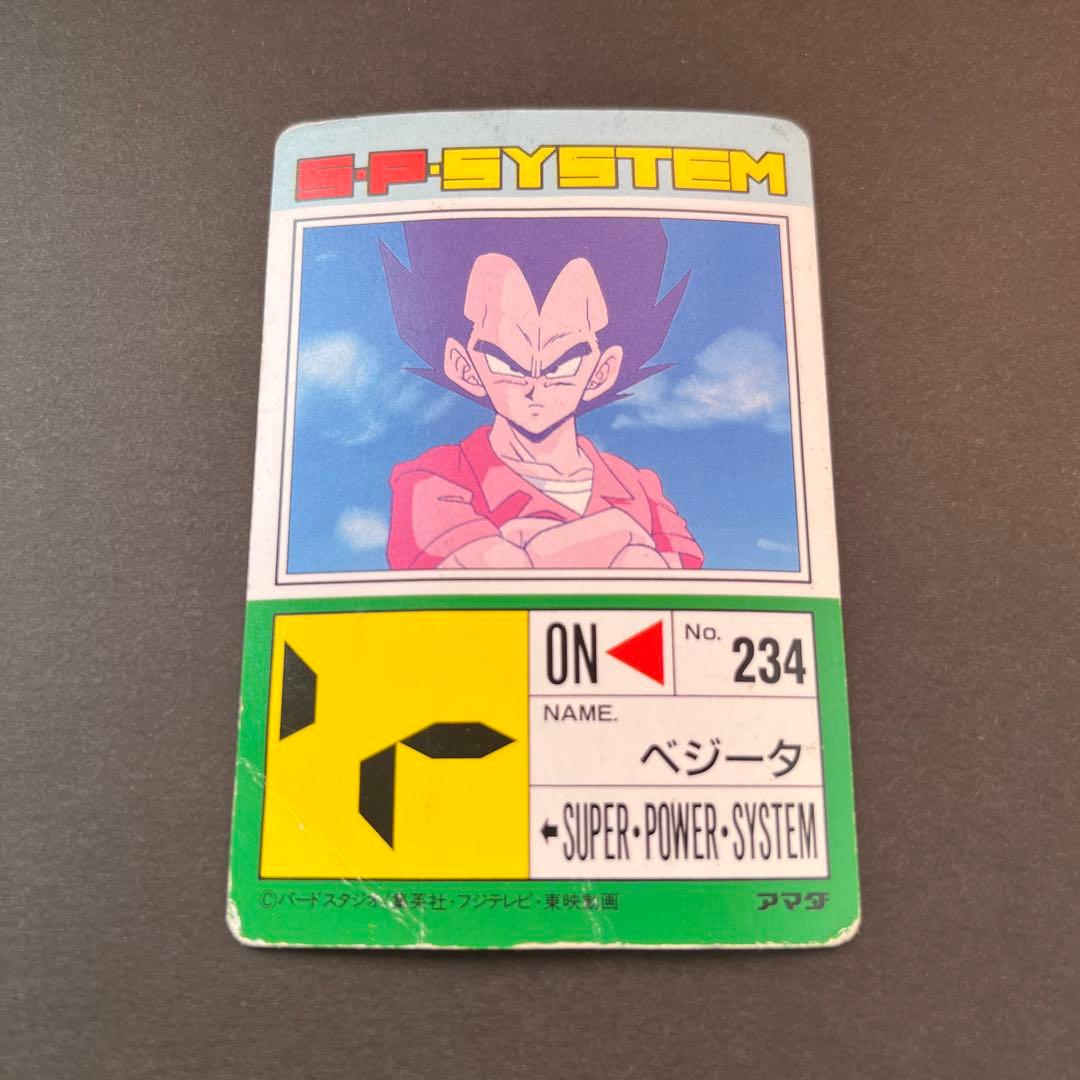 S·P·SYSTEM
ON
No. 234
NAME.
ベジータ
SUPER·POWER·SYSTEM
©バードスタジオ/集英社・フジテレビ・東映動画
アマダ